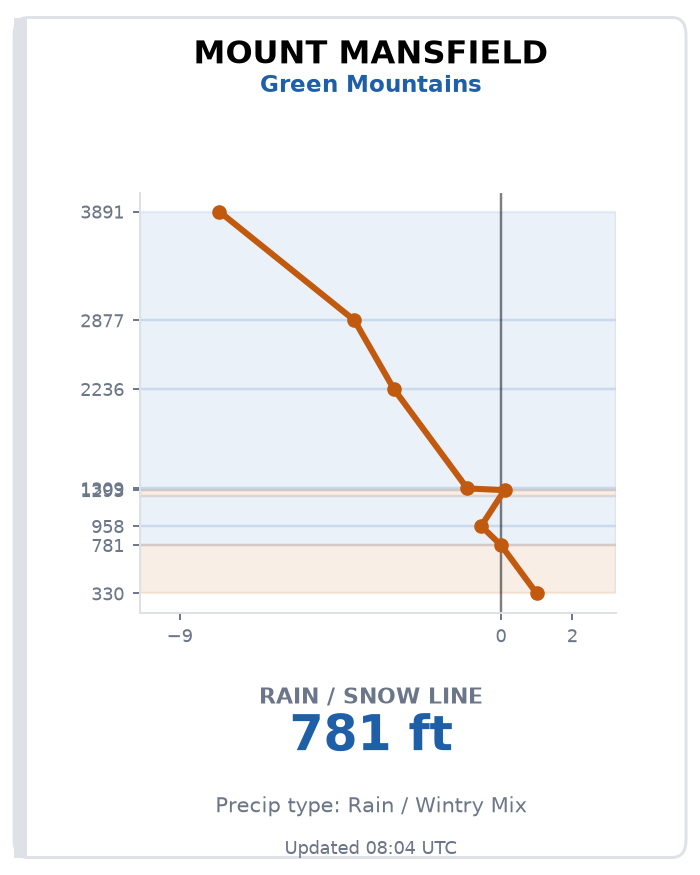 MOUNT MANSFIELD
Green Mountains
3891
2877
2236
958
781
330
−9
0
2
RAIN / SNOW LINE
781 ft
Precip type: Rain / Wintry Mix
Updated 08:04 UTC